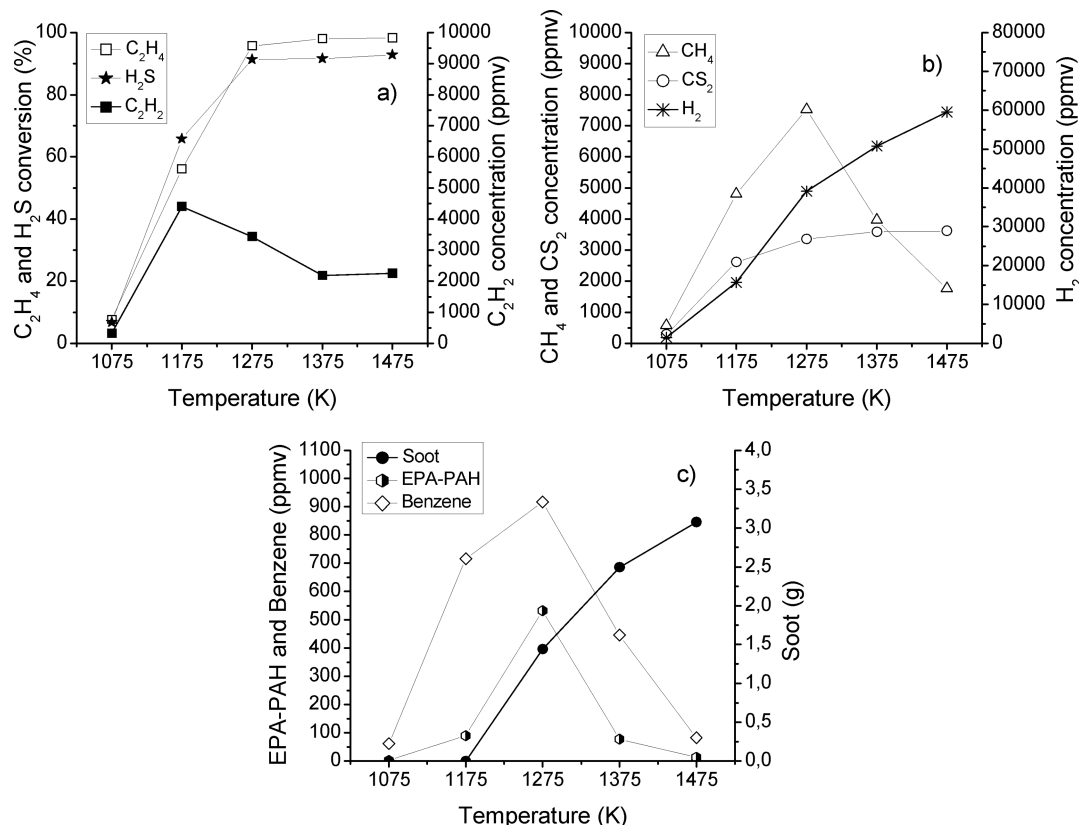 C2H4 and H2S conversion (%)
100
80
60
40
20
0
C2H4
H2S
C2H2
a)
10000
9000
8000
7000
6000
5000
4000
3000
2000
1000
0
C2H2 concentration (ppmv)
1075 1175 1275 1375 1475
Temperature (K)
CH4 and CS2 concentration (ppmv)
10000
9000
8000
7000
6000
5000
4000
3000
2000
1000
0
CH4
CS2
H2
b)
80000
70000
60000
50000
40000
30000
20000
10000
0
H2 concentration (ppmv)
1075 1175 1275 1375 1475
Temperature (K)
EPA-PAH and Benzene (ppmv)
1100
1000
900
800
700
600
500
400
300
200
100
0
Soot
EPA-PAH
Benzene
c)
4,0
3,5
3,0
2,5
2,0
1,5
1,0
0,5
0,0
Soot (g)
1075 1175 1275 1375 1475
Temperature (K)